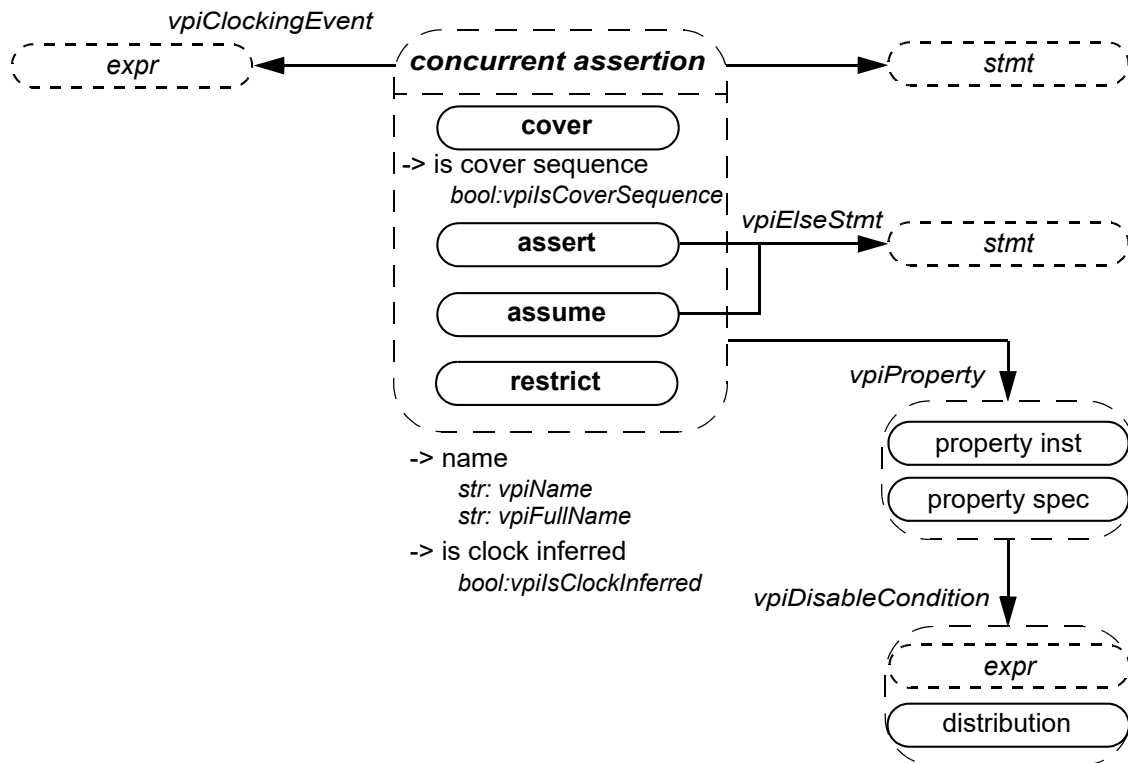 vpiClockingEvent
expr
concurrent assertion
stmt
cover
-> is cover sequence
bool:vpiIsCoverSequence
vpiElseStmt
assert
stmt
assume
restrict
vpiProperty
-> name
property inst
str: vpiName
property spec
str: vpiFullName
-> is clock inferred
bool:vpiIsClockInferred
vpiDisableCondition
expr
distribution